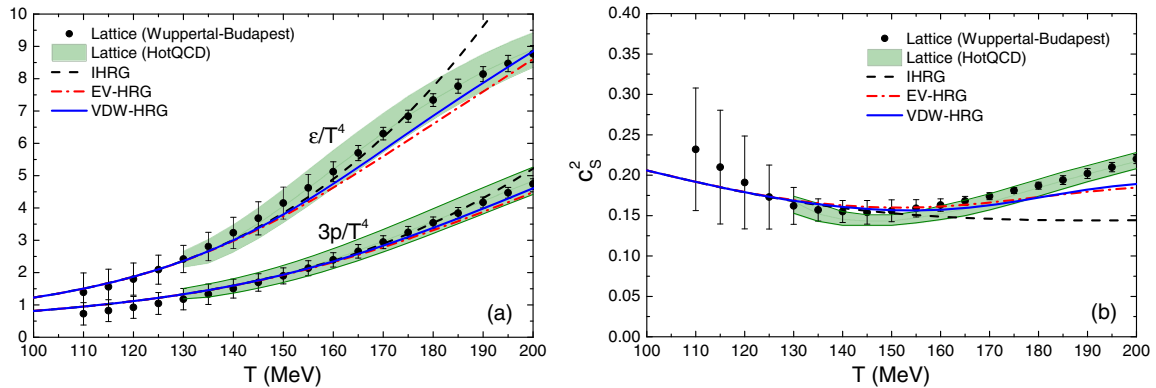 10
9
8
7
6
5
4
3
2
1
0
Lattice (Wuppertal-Budapest)
Lattice (HotQCD)
IHRG
EV-HRG
VDW-HRG
ε/T⁴
3p/T⁴
(a)
100 110 120 130 140 150 160 170 180 190 200
T (MeV)
0.40
0.35
0.30
0.25
0.20
0.15
0.10
0.05
0.00
c²S
Lattice (Wuppertal-Budapest)
Lattice (HotQCD)
IHRG
EV-HRG
VDW-HRG
(b)
100 110 120 130 140 150 160 170 180 190 200
T (MeV)